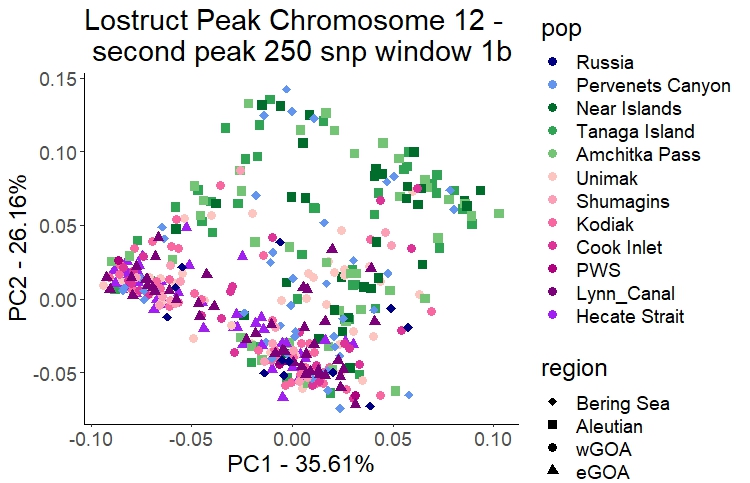 Lostruct Peak Chromosome 12 -
second peak 250 snp window 1b
0.15
0.10
0.05
0.00
-0.05
PC2 - 26.16%
-0.10
-0.05
0.00
0.05
0.10
PC1 - 35.61%
pop
Russia
Pervenets Canyon
Near Islands
Tanaga Island
Amchitka Pass
Unimak
Shumagins
Kodiak
Cook Inlet
PWS
Lynn_Canal
Hecate Strait
region
Bering Sea
Aleutian
wGOA
eGOA